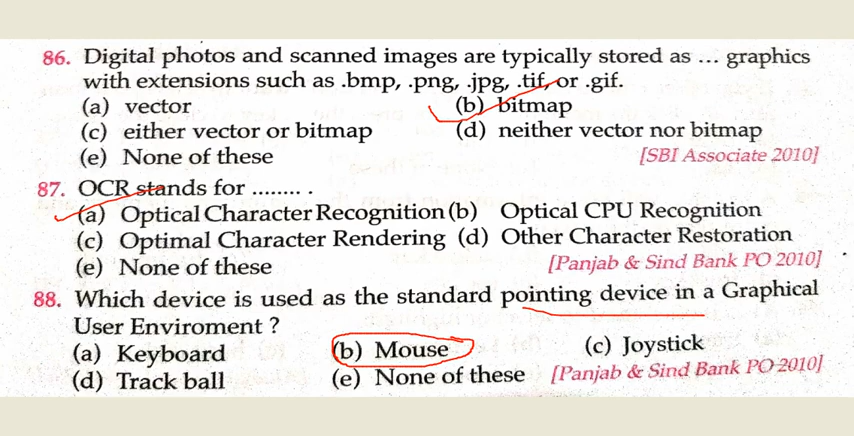 86. Digital photos and scanned images are typically stored as ... graphics
with extensions such as .bmp, .png, .jpg, .tif, or .gif.
(a) vector (b) bitmap
(c) either vector or bitmap (d) neither vector nor bitmap
(e) None of these [SBI Associate 2010]
87. OCR stands for ........ .
(a) Optical Character Recognition (b) Optical CPU Recognition
(c) Optimal Character Rendering (d) Other Character Restoration
(e) None of these [Panjab & Sind Bank PO 2010]
88. Which device is used as the standard pointing device in a Graphical
User Enviroment ?
(a) Keyboard (b) Mouse (c) Joystick
(d) Track ball (e) None of these [Panjab & Sind Bank PO 2010]